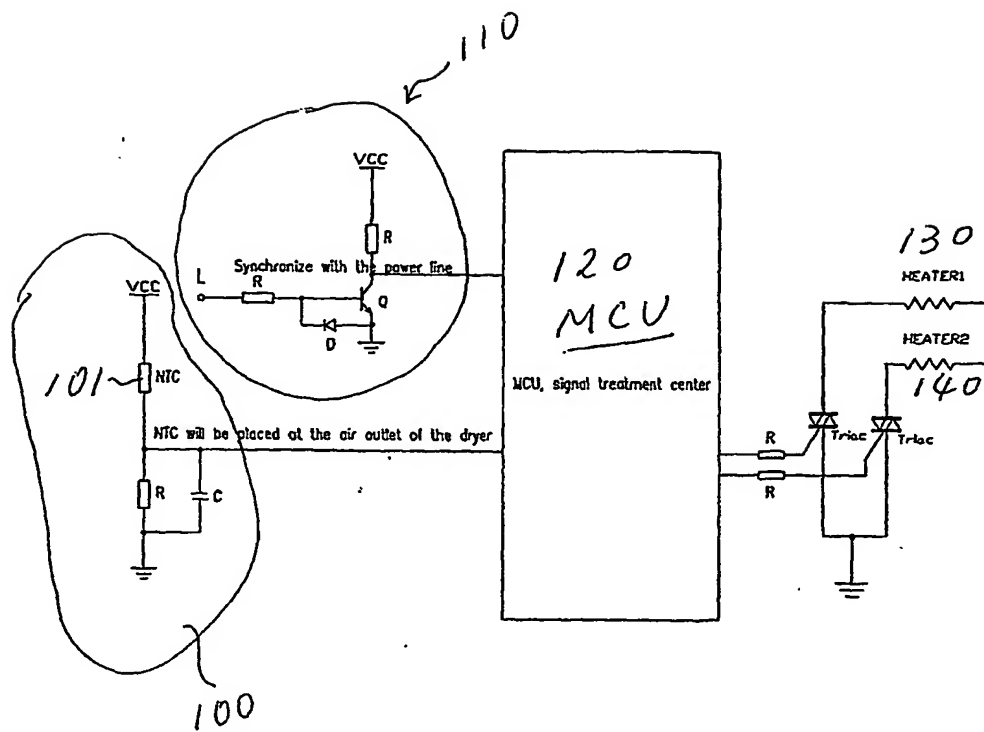 110
VCC
R
Synchronize with the power line
L
R
Q
D
VCC
101
NTC
NTC will be placed at the air outlet of the dryer
R
C
100
120
MCU
MCU, signal treatment center
130
HEATER1
HEATER2
140
Triac
Triac
R
R